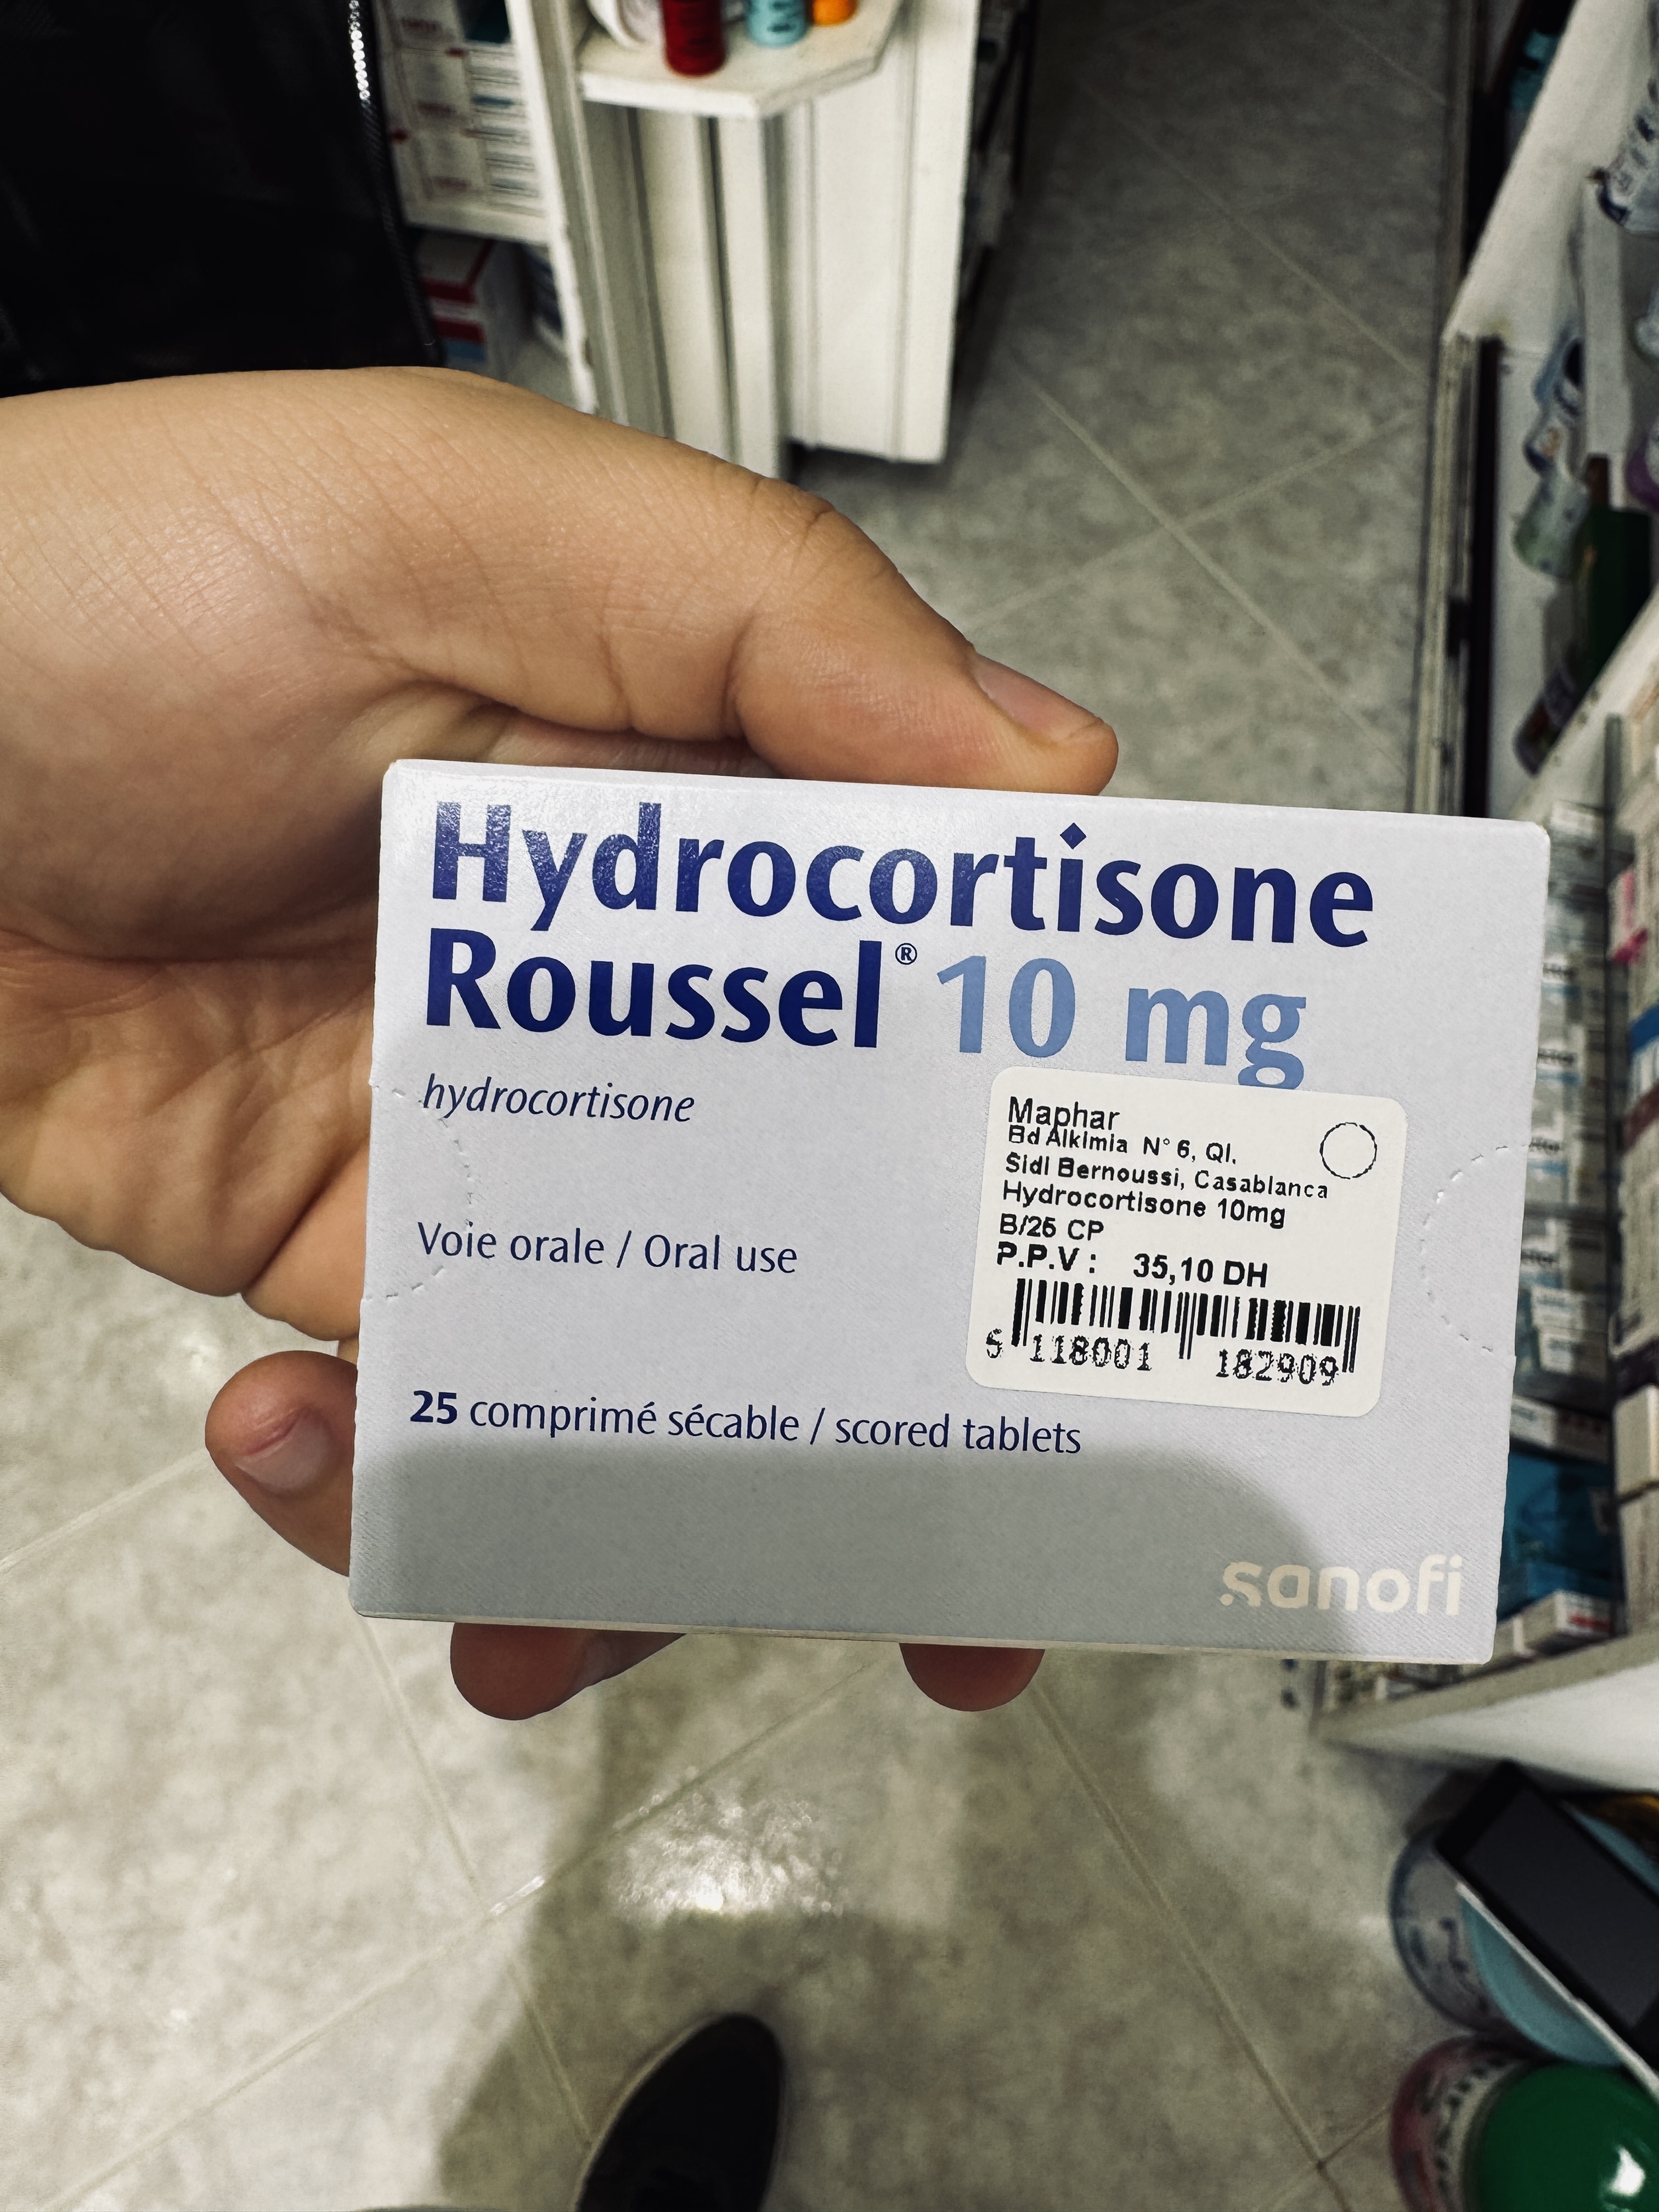 Hydrocortisone
Roussel® 10 mg
hydrocortisone
Voie orale / Oral use
25 comprimé sécable / scored tablets
Maphar
Bd Alkimia N° 6, QI.
Sidi Bernoussi, Casablanca
Hydrocortisone 10mg
B/25 CP
P.P.V : 35,10 DH
6 118001 182909
sanofi